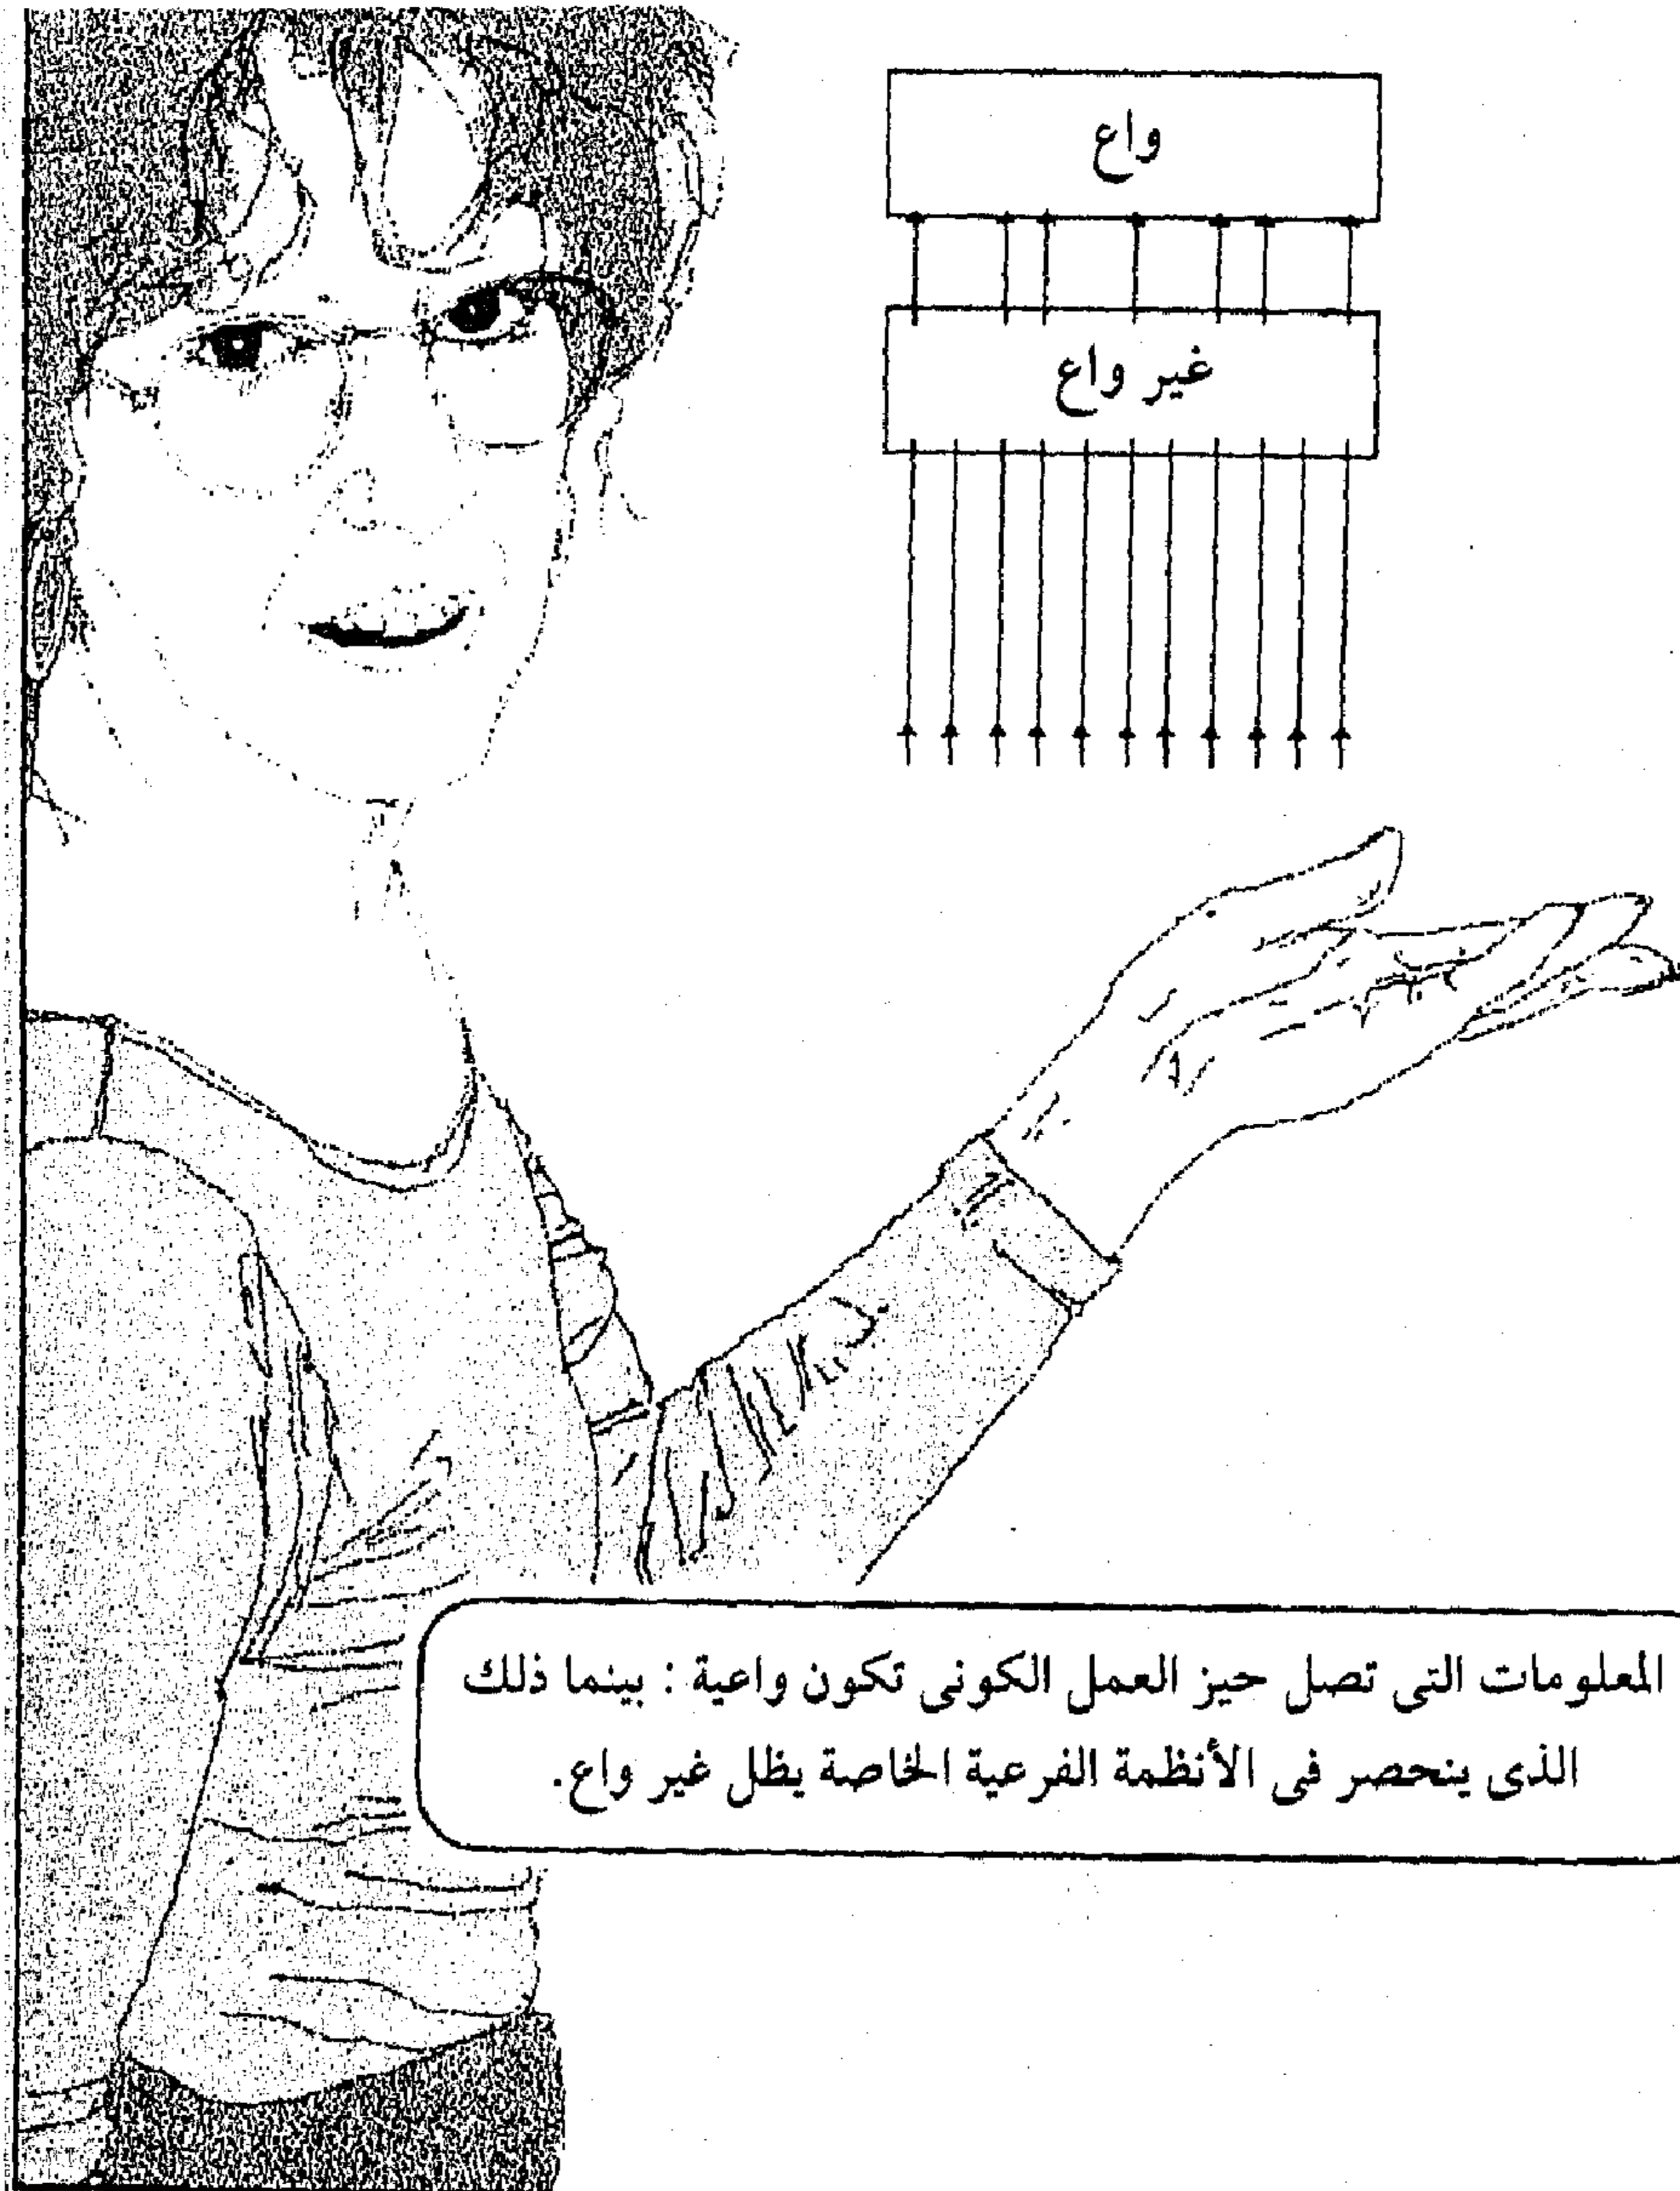 واع
غير واع
المعلومات التى تصل حيز العمل الكونى تكون واعية : بينما ذلك
الذى ينحصر فى الأنظمة الفرعية الخاصة يظل غير واع.